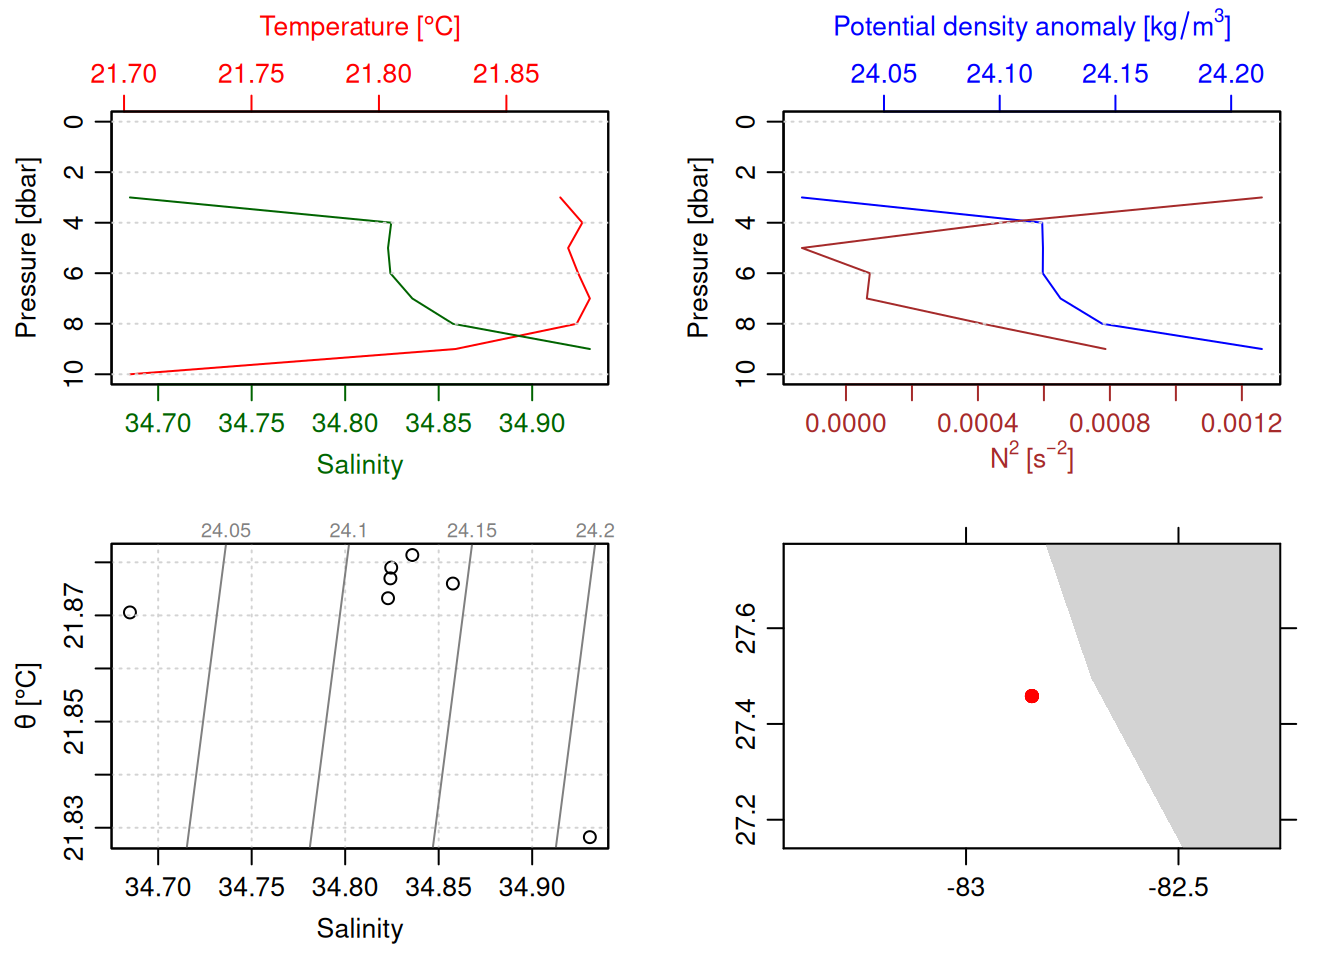 Temperature [°C]
21.70 21.75 21.80 21.85
Pressure [dbar]
0
2
4
6
8
10
34.70 34.75 34.80 34.85 34.90
Salinity
Potential density anomaly [kg/m³]
24.05 24.10 24.15 24.20
Pressure [dbar]
0
2
4
6
8
10
0.0000 0.0004 0.0008 0.0012
N² [s⁻²]
24.05 24.1 24.15 24.2
θ [°C]
21.87
21.85
21.83
34.70 34.75 34.80 34.85 34.90
Salinity
27.6
27.4
27.2
-83 -82.5